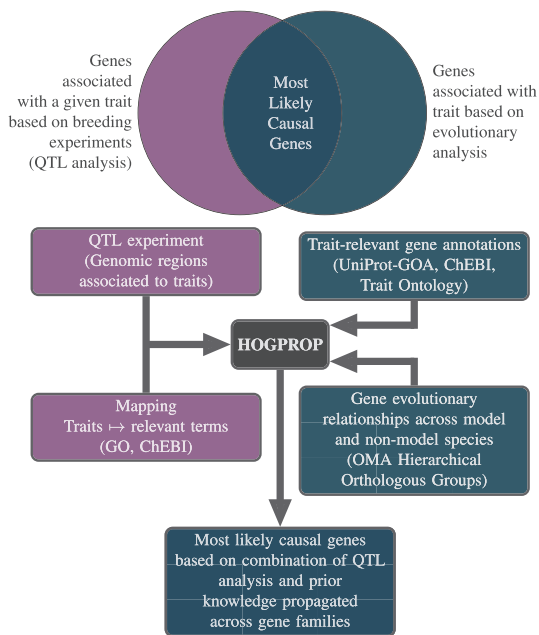 Genes
associated
with a given trait
based on breeding
experiments
(QTL analysis)
Most
Likely
Causal
Genes
Genes
associated with
trait based on
evolutionary
analysis
QTL experiment
(Genomic regions
associated to traits)
Trait-relevant gene annotations
(UniProt-GOA, ChEBI,
Trait Ontology)
HOGPROP
Mapping
Traits ↦ relevant terms
(GO, ChEBI)
Gene evolutionary
relationships across model
and non-model species
(OMA Hierarchical
Orthologous Groups)
Most likely causal genes
based on combination of QTL
analysis and prior
knowledge propagated
across gene families